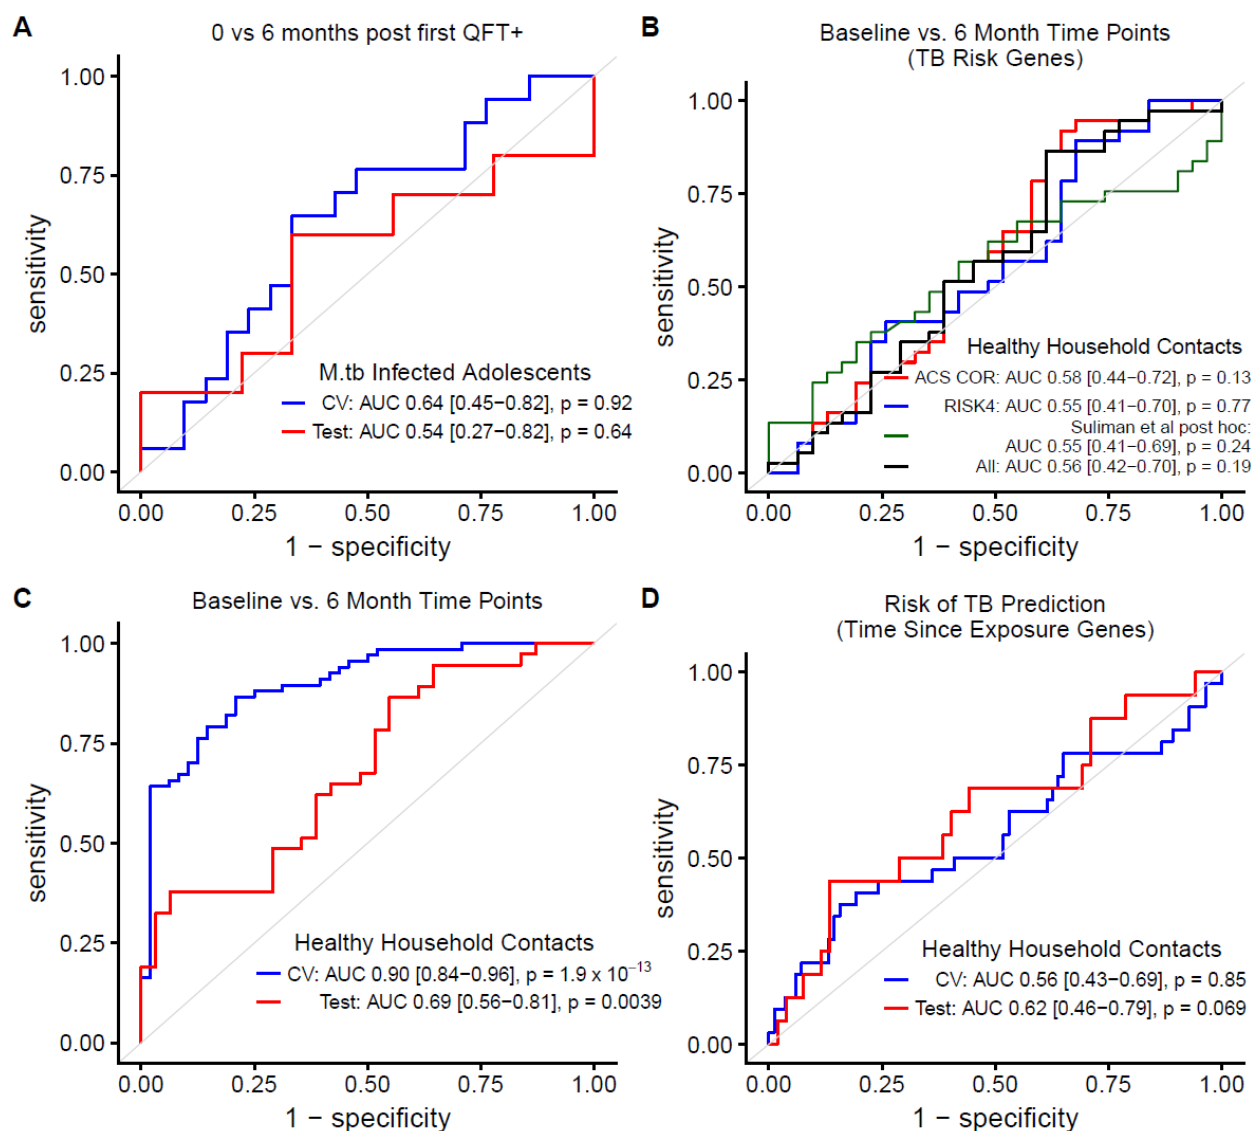 A
0 vs 6 months post first QFT+
1.00
0.75
0.50
0.25
0.00
sensitivity
M.tb Infected Adolescents
CV: AUC 0.64 [0.45−0.82], p = 0.92
Test: AUC 0.54 [0.27−0.82], p = 0.64
0.00 0.25 0.50 0.75 1.00
1 − specificity
B
Baseline vs. 6 Month Time Points
(TB Risk Genes)
1.00
0.75
0.50
0.25
0.00
sensitivity
Healthy Household Contacts
ACS COR: AUC 0.58 [0.44−0.72], p = 0.13
RISK4: AUC 0.55 [0.41−0.70], p = 0.77
Suliman et al post hoc:
AUC 0.55 [0.41−0.69], p = 0.24
All: AUC 0.56 [0.42−0.70], p = 0.19
0.00 0.25 0.50 0.75 1.00
1 − specificity
C
Baseline vs. 6 Month Time Points
1.00
0.75
0.50
0.25
0.00
sensitivity
Healthy Household Contacts
CV: AUC 0.90 [0.84−0.96], p = 1.9 x 10⁻¹³
Test: AUC 0.69 [0.56−0.81], p = 0.0039
0.00 0.25 0.50 0.75 1.00
1 − specificity
D
Risk of TB Prediction
(Time Since Exposure Genes)
1.00
0.75
0.50
0.25
0.00
sensitivity
Healthy Household Contacts
CV: AUC 0.56 [0.43−0.69], p = 0.85
Test: AUC 0.62 [0.46−0.79], p = 0.069
0.00 0.25 0.50 0.75 1.00
1 − specificity